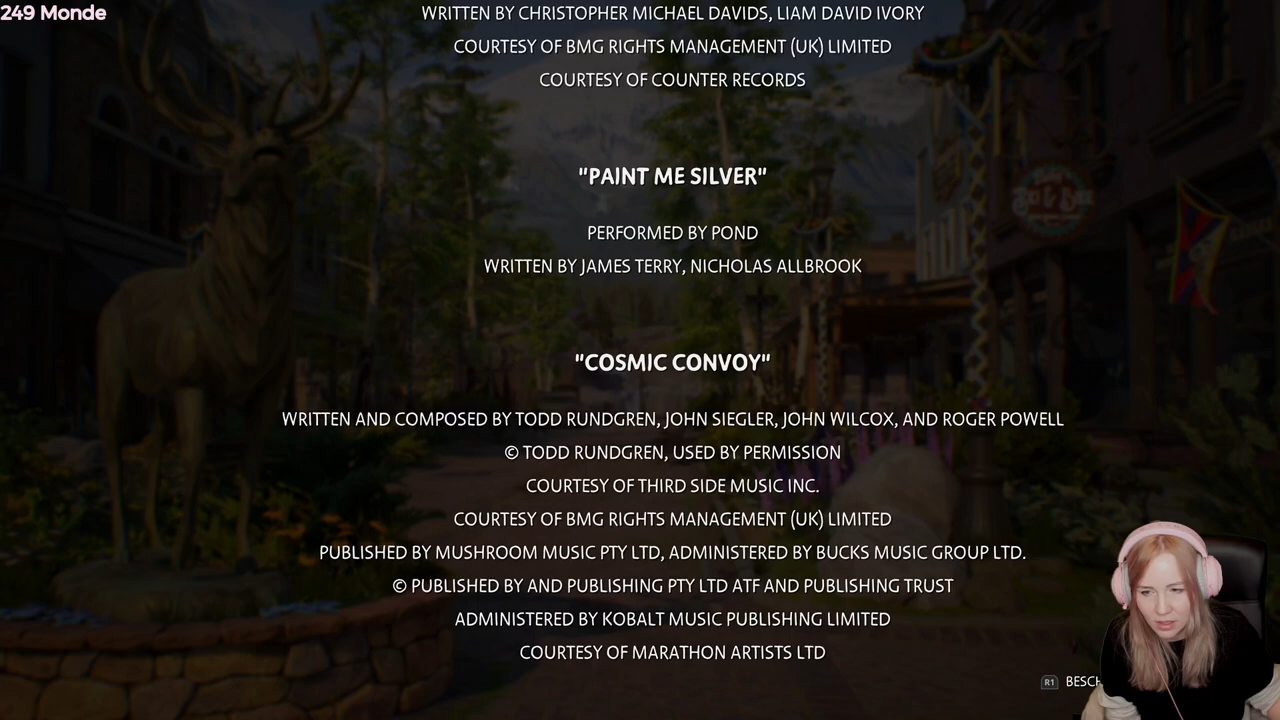 249 Monde
WRITTEN BY CHRISTOPHER MICHAEL DAVIDS, LIAM DAVID IVORY
COURTESY OF BMG RIGHTS MANAGEMENT (UK) LIMITED
COURTESY OF COUNTER RECORDS
"PAINT ME SILVER"
PERFORMED BY POND
WRITTEN BY JAMES TERRY, NICHOLAS ALLBROOK
"COSMIC CONVOY"
WRITTEN AND COMPOSED BY TODD RUNDGREN, JOHN SIEGLER, JOHN WILCOX, AND ROGER POWELL
© TODD RUNDGREN, USED BY PERMISSION
COURTESY OF THIRD SIDE MUSIC INC.
COURTESY OF BMG RIGHTS MANAGEMENT (UK) LIMITED
PUBLISHED BY MUSHROOM MUSIC PTY LTD, ADMINISTERED BY BUCKS MUSIC GROUP LTD.
© PUBLISHED BY AND PUBLISHING PTY LTD ATF AND PUBLISHING TRUST
ADMINISTERED BY KOBALT MUSIC PUBLISHING LIMITED
COURTESY OF MARATHON ARTISTS LTD
R1 BESCH